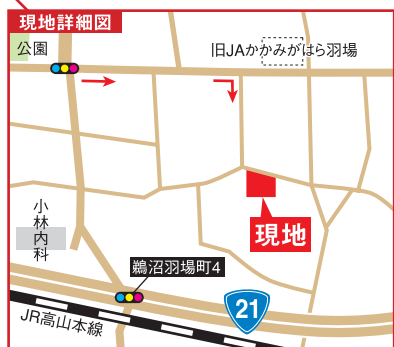 現地詳細図
公園
旧JAかかみがはら羽場
小林内科
現地
鵜沼羽場町4
21
JR高山本線